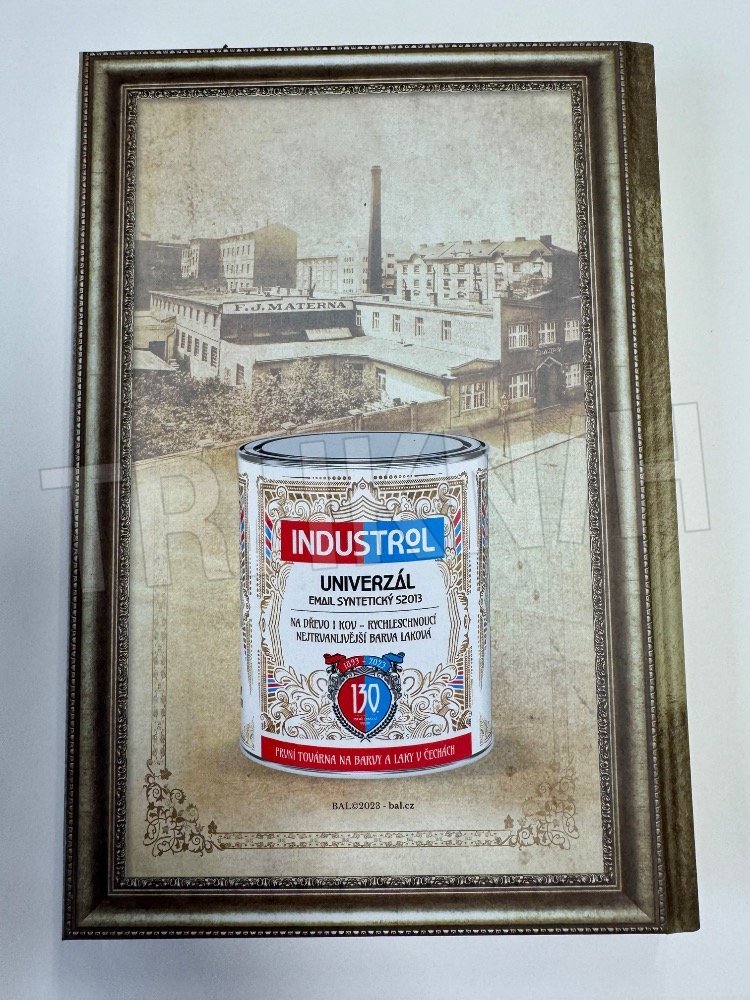 F. J. MATERNA
INDUSTROL
UNIVERZÁL
EMAIL SYNTETICKÝ S2013
NA DŘEVO I KOV – RYCHLESCHNOUCÍ
NEJTRVANLIVĚJŠÍ BARVA LAKOVÁ
1893 - 2023
130
PRVNÍ TOVÁRNA NA BARVY A LAKY V ČECHÁCH
BAL©2023 - bal.cz